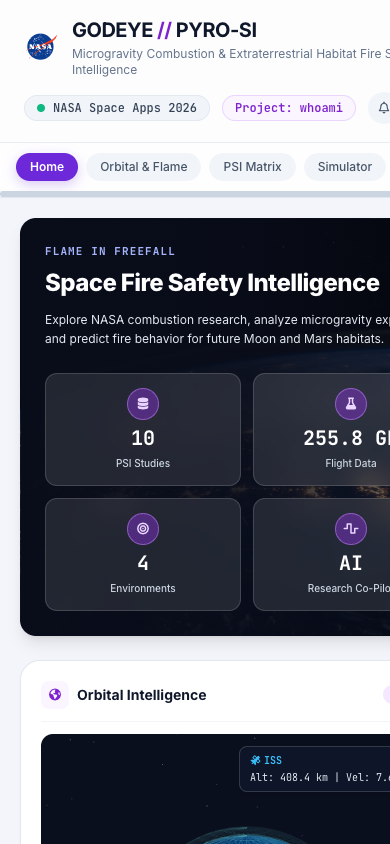 NASA
GODEYE // PYRO-SI
Microgravity Combustion & Extraterrestrial Habitat Fire S
Intelligence
NASA Space Apps 2026
Project: whoami
Home
Orbital & Flame
PSI Matrix
Simulator
FLAME IN FREEFALL
Space Fire Safety Intelligence
Explore NASA combustion research, analyze microgravity ex
and predict fire behavior for future Moon and Mars habitats.
10
PSI Studies
255.8 G
Flight Data
4
Environments
AI
Research Co-Pilo
Orbital Intelligence
ISS
Alt: 408.4 km | Vel: 7.